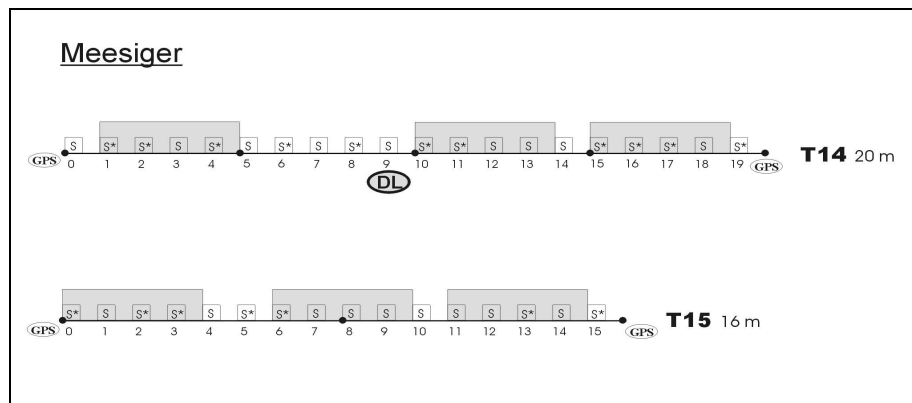 Meesiger
S S* S* S S* S S* S S* S S* S* S S S S* S* S* S S*
GPS 0 1 2 3 4 5 6 7 8 9 10 11 12 13 14 15 16 17 18 19 GPS T14 20 m
DL
S* S S* S* S S* S* S S S S S S S* S S*
GPS 0 1 2 3 4 5 6 7 8 9 10 11 12 13 14 15 GPS T15 16 m